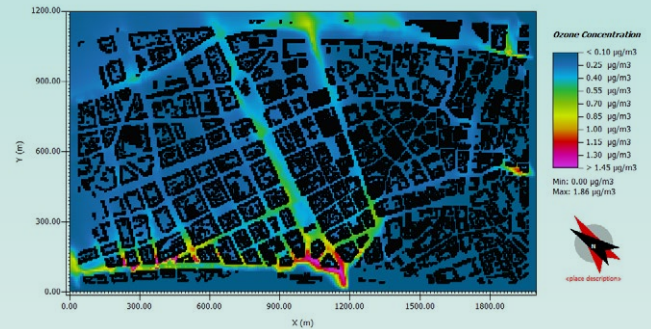 1200.00
900.00
600.00
300.00
0.00
Y (m)
0.00
300.00
600.00
900.00
1200.00
1500.00
1800.00
X (m)
Ozone Concentration
< 0.10 µg/m3
0.25 µg/m3
0.40 µg/m3
0.55 µg/m3
0.70 µg/m3
0.85 µg/m3
1.00 µg/m3
1.15 µg/m3
1.30 µg/m3
> 1.45 µg/m3
Min: 0.00 µg/m3
Max: 1.86 µg/m3
<place description>